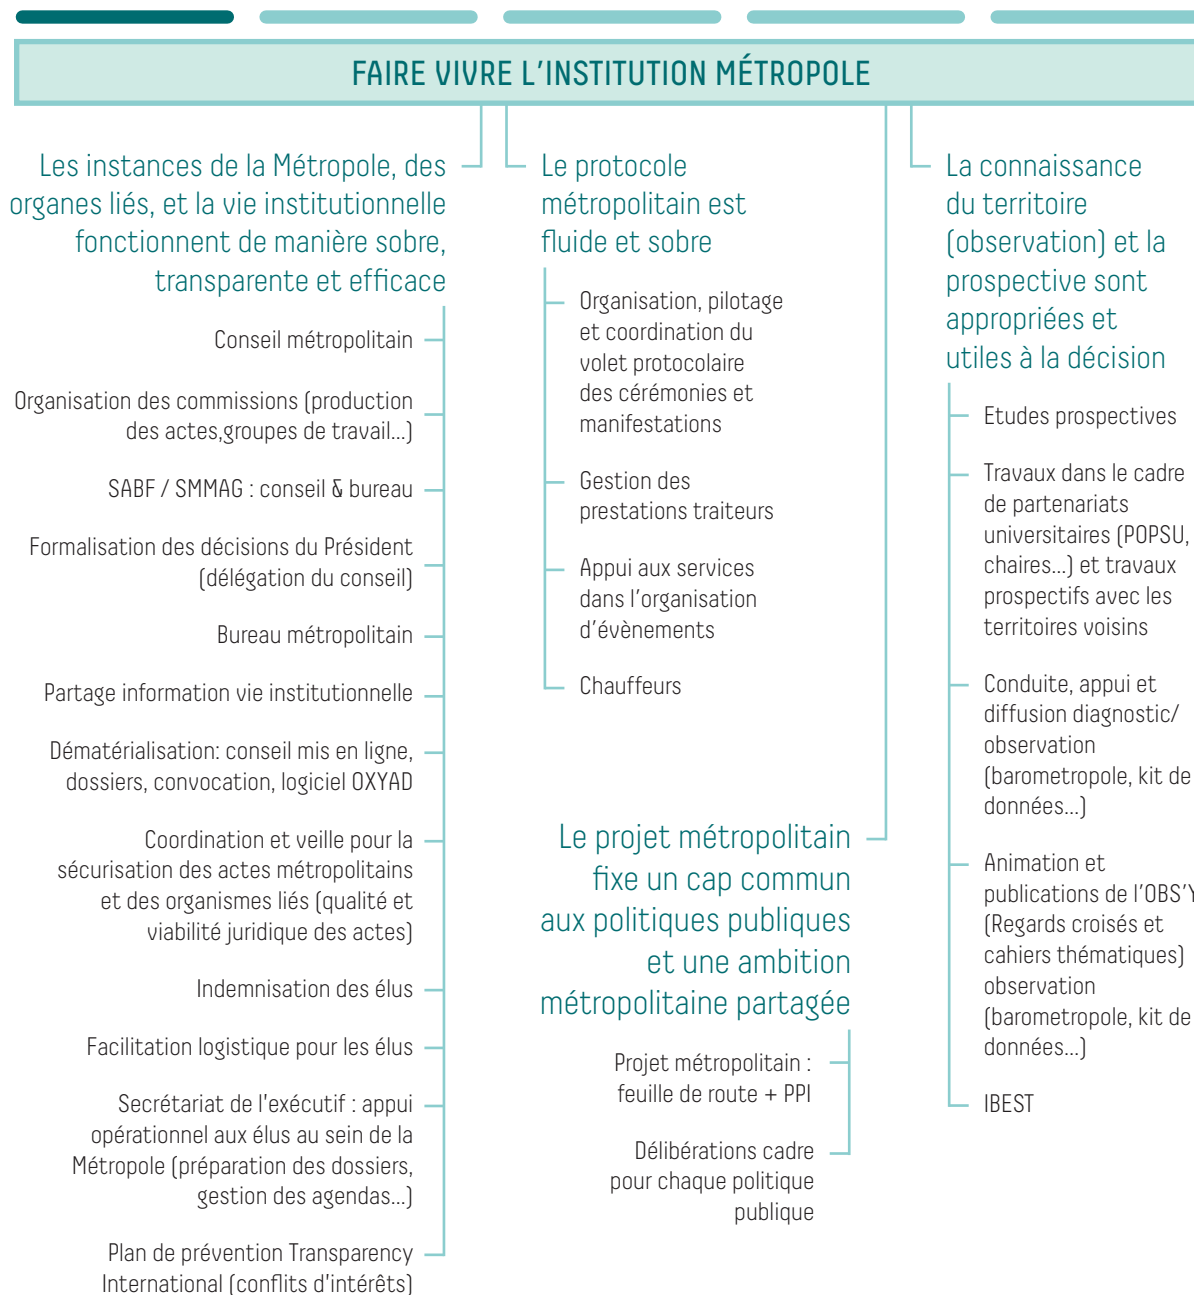 FAIRE VIVRE L'INSTITUTION MÉTROPOLE
Les instances de la Métropole, des
organes liés, et la vie institutionnelle
fonctionnent de manière sobre,
transparente et efficace
Conseil métropolitain
Organisation des commissions (production
des actes,groupes de travail...)
SABF / SMMAG : conseil & bureau
Formalisation des décisions du Président
(délégation du conseil)
Bureau métropolitain
Partage information vie institutionnelle
Dématérialisation: conseil mis en ligne,
dossiers, convocation, logiciel OXYAD
Coordination et veille pour la
sécurisation des actes métropolitains
et des organismes liés (qualité et
viabilité juridique des actes)
Indemnisation des élus
Facilitation logistique pour les élus
Secrétariat de l'exécutif : appui
opérationnel aux élus au sein de la
Métropole (préparation des dossiers,
gestion des agendas...)
Plan de prévention Transparency
International (conflits d'intérêts)
Le protocole
métropolitain est
fluide et sobre
Organisation, pilotage
et coordination du
volet protocolaire
des cérémonies et
manifestations
Gestion des
prestations traiteurs
Appui aux services
dans l'organisation
d'évènements
Chauffeurs
Le projet métropolitain
fixe un cap commun
aux politiques publiques
et une ambition
métropolitaine partagée
Projet métropolitain :
feuille de route + PPI
Délibérations cadre
pour chaque politique
publique
La connaissance
du territoire
(observation) et la
prospective sont
appropriées et
utiles à la décision
Etudes prospectives
Travaux dans le cadre
de partenariats
universitaires (POPSU,
chaires...) et travaux
prospectifs avec les
territoires voisins
Conduite, appui et
diffusion diagnostic/
observation
(barometropole, kit de
données...)
Animation et
publications de l'OBS'Y
(Regards croisés et
cahiers thématiques)
observation
(barometropole, kit de
données...)
IBEST